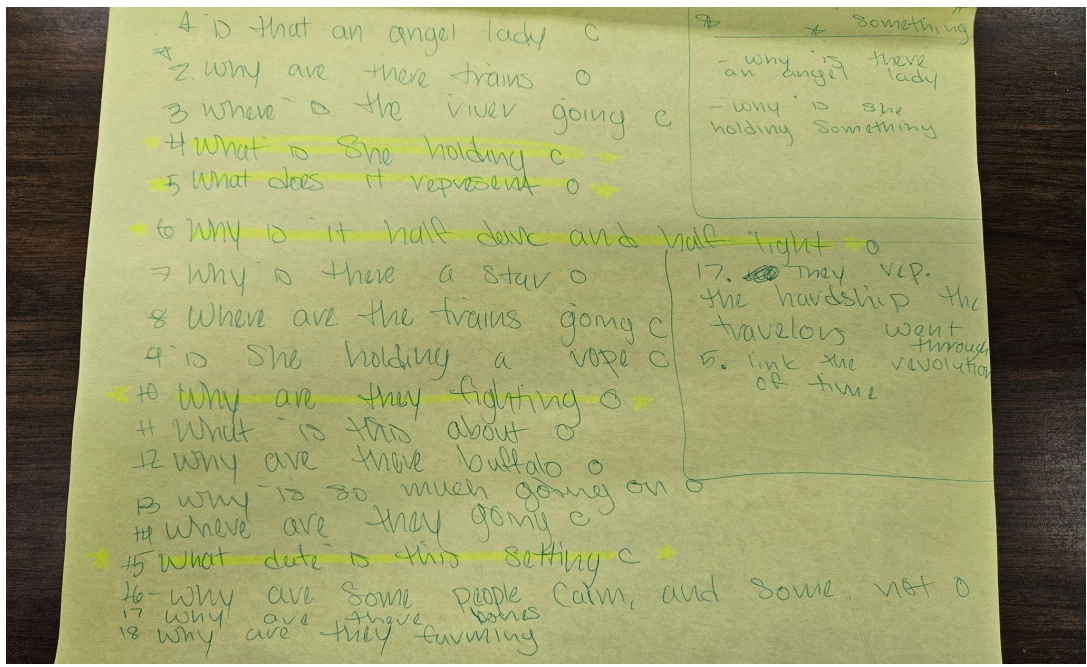 1 is that an angel lady C
2. Why are there trains O
3 where is the river going C
4 What is She holding C
5 What does it represent O
6 Why is it half dark and half light O
7 Why is there a star O
8 Where are the trains going C
9 is She holding a rope C
10 Why are they fighting O
11 What is this about O
12 Why are there buffalo O
13 why is so much going on O
14 where are they going C
15 What date is this setting C
16 - why are some people calm, and some not O
17 why are there bones
18 why are they farming
Something
- why is there
an angel lady
- why is she
holding Something
17. They rep.
the hardship the
travelors went
through
5. link the revolution
of time